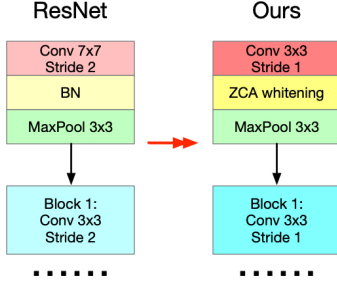 ResNet
Conv 7x7
Stride 2
BN
MaxPool 3x3
Block 1:
Conv 3x3
Stride 2
......
Ours
Conv 3x3
Stride 1
ZCA whitening
MaxPool 3x3
Block 1:
Conv 3x3
Stride 1
......